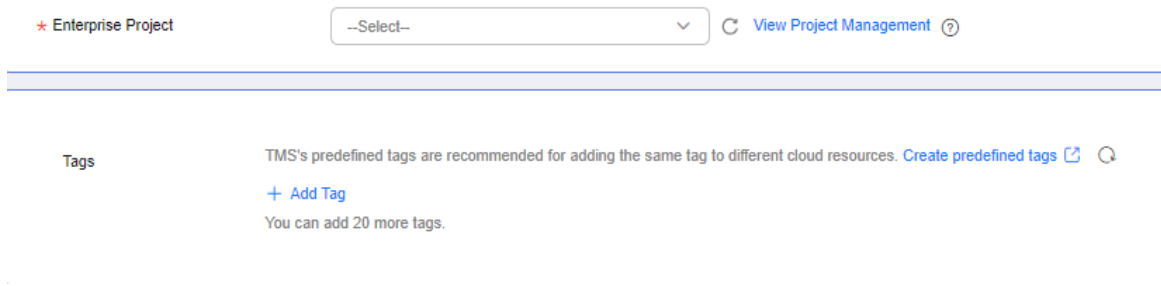 * Enterprise Project --Select-- View Project Management ?
Tags TMS's predefined tags are recommended for adding the same tag to different cloud resources. Create predefined tags
+ Add Tag
You can add 20 more tags.